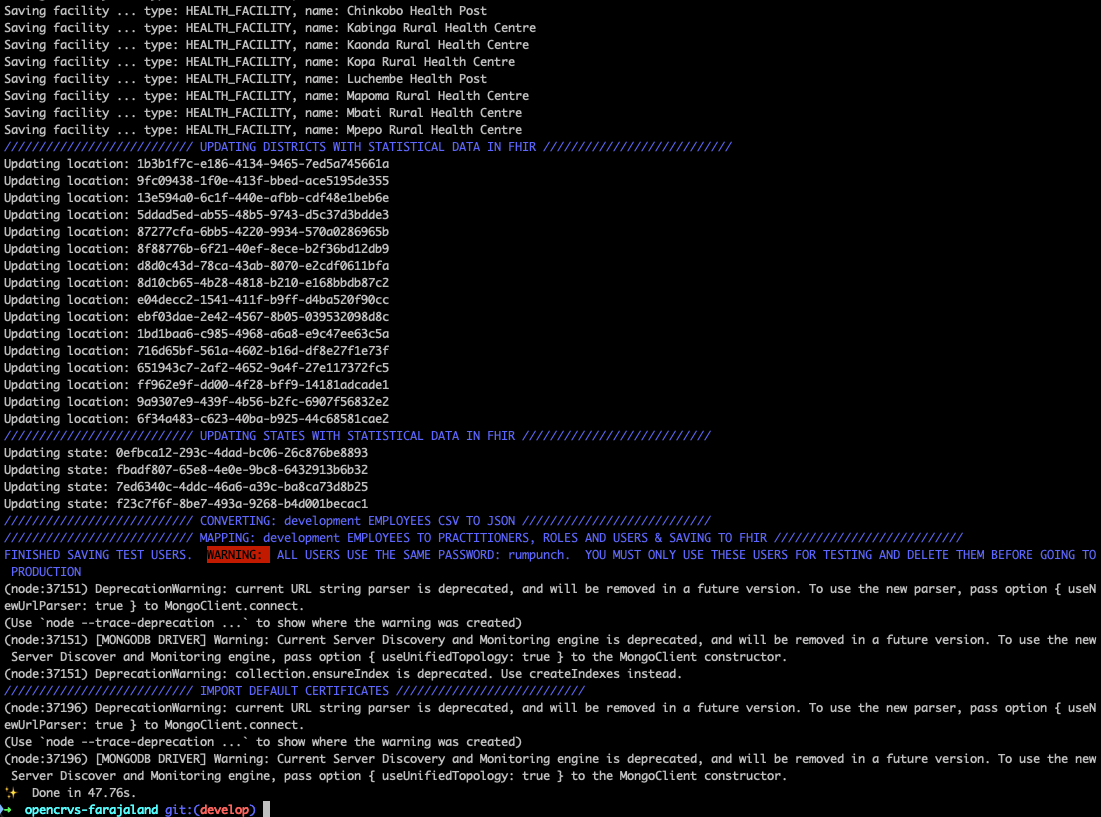 Saving facility ... type: HEALTH_FACILITY, name: Chinkobo Health Post
Saving facility ... type: HEALTH_FACILITY, name: Kabinga Rural Health Centre
Saving facility ... type: HEALTH_FACILITY, name: Kaonda Rural Health Centre
Saving facility ... type: HEALTH_FACILITY, name: Kopa Rural Health Centre
Saving facility ... type: HEALTH_FACILITY, name: Luchembe Health Post
Saving facility ... type: HEALTH_FACILITY, name: Mapoma Rural Health Centre
Saving facility ... type: HEALTH_FACILITY, name: Mbati Rural Health Centre
Saving facility ... type: HEALTH_FACILITY, name: Mpepo Rural Health Centre
/////////////////////////// UPDATING DISTRICTS WITH STATISTICAL DATA IN FHIR ///////////////////////////
Updating location: 1b3b1f7c-e186-4134-9465-7ed5a745661a
Updating location: 9fc09438-1f0e-413f-bbed-ace5195de355
Updating location: 13e594a0-6c1f-440e-afbb-cdf48e1beb6e
Updating location: 5ddad5ed-ab55-48b5-9743-d5c37d3bdde3
Updating location: 87277cfa-6bb5-4220-9934-570a0286965b
Updating location: 8f88776b-6f21-40ef-8ece-b2f36bd12db9
Updating location: d8d0c43d-78ca-43ab-8070-e2cdf0611bfa
Updating location: 8d10cb65-4b28-4818-b210-e168bbdb87c2
Updating location: e04decc2-1541-411f-b9ff-d4ba520f90cc
Updating location: ebf03dae-2e42-4567-8b05-039532098d8c
Updating location: 1bd1baa6-c985-4968-a6a8-e9c47ee63c5a
Updating location: 716d65bf-561a-4602-b16d-df8e27f1e73f
Updating location: 651943c7-2af2-4652-9a4f-27e117372fc5
Updating location: ff962e9f-dd00-4f28-bff9-14181adcade1
Updating location: 9a9307e9-439f-4b56-b2fc-6907f56832e2
Updating location: 6f34a483-c623-40ba-b925-44c68581cae2
/////////////////////////// UPDATING STATES WITH STATISTICAL DATA IN FHIR ///////////////////////////
Updating state: 0efbca12-293c-4dad-bc06-26c876be8893
Updating state: fbadf807-65e8-4e0e-9bc8-6432913b6b32
Updating state: 7ed6340c-4ddc-46a6-a39c-ba8ca73d8b25
Updating state: f23c7f6f-8be7-493a-9268-b4d001becac1
/////////////////////////// CONVERTING: development EMPLOYEES CSV TO JSON ///////////////////////////
/////////////////////////// MAPPING: development EMPLOYEES TO PRACTITIONERS, ROLES AND USERS & SAVING TO FHIR ///////////////////////////
FINISHED SAVING TEST USERS.  WARNING:  ALL USERS USE THE SAME PASSWORD: rumpunch.  YOU MUST ONLY USE THESE USERS FOR TESTING AND DELETE THEM BEFORE GOING TO
 PRODUCTION
(node:37151) DeprecationWarning: current URL string parser is deprecated, and will be removed in a future version. To use the new parser, pass option { useN
ewUrlParser: true } to MongoClient.connect.
(Use `node --trace-deprecation ...` to show where the warning was created)
(node:37151) [MONGODB DRIVER] Warning: Current Server Discovery and Monitoring engine is deprecated, and will be removed in a future version. To use the new
 Server Discover and Monitoring engine, pass option { useUnifiedTopology: true } to the MongoClient constructor.
(node:37151) DeprecationWarning: collection.ensureIndex is deprecated. Use createIndexes instead.
/////////////////////////// IMPORT DEFAULT CERTIFICATES ///////////////////////////
(node:37196) DeprecationWarning: current URL string parser is deprecated, and will be removed in a future version. To use the new parser, pass option { useN
ewUrlParser: true } to MongoClient.connect.
(Use `node --trace-deprecation ...` to show where the warning was created)
(node:37196) [MONGODB DRIVER] Warning: Current Server Discovery and Monitoring engine is deprecated, and will be removed in a future version. To use the new
 Server Discover and Monitoring engine, pass option { useUnifiedTopology: true } to the MongoClient constructor.
✨  Done in 47.76s.
➜  opencrvs-farajaland git:(develop)